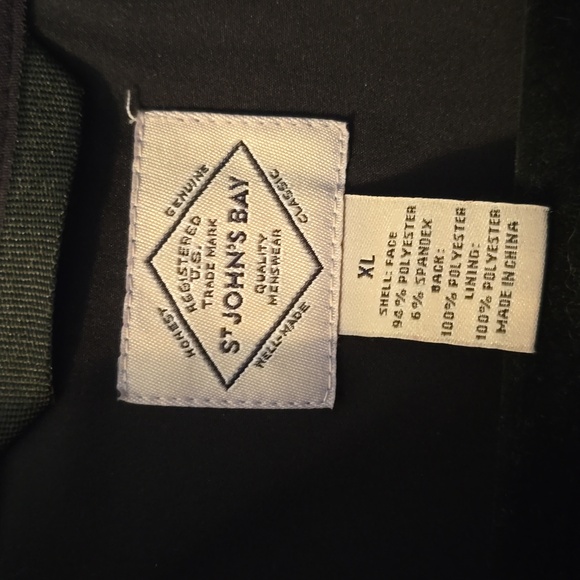 GENUINE
CLASSIC
REGISTERED
U.S.
TRADE MARK
ST JOHN'S BAY
QUALITY
MENSWEAR
HONEST
WELL-MADE
XL
SHELL: FACE
94% POLYESTER
6% SPANDEX
BACK:
100% POLYESTER
LINING:
100% POLYESTER
MADE IN CHINA